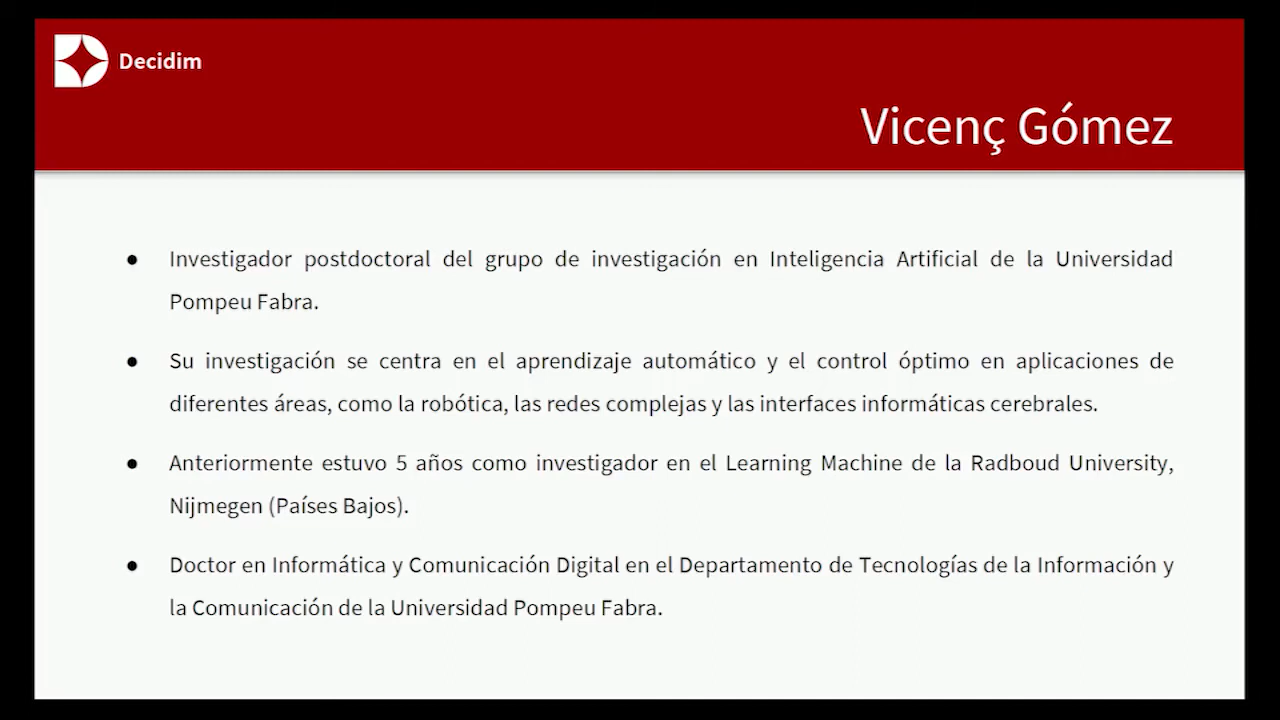 Decidim
Vicenç Gómez
● Investigador postdoctoral del grupo de investigación en Inteligencia Artificial de la Universidad
Pompeu Fabra.
● Su investigación se centra en el aprendizaje automático y el control óptimo en aplicaciones de
diferentes áreas, como la robótica, las redes complejas y las interfaces informáticas cerebrales.
● Anteriormente estuvo 5 años como investigador en el Learning Machine de la Radboud University,
Nijmegen (Países Bajos).
● Doctor en Informática y Comunicación Digital en el Departamento de Tecnologías de la Información y
la Comunicación de la Universidad Pompeu Fabra.